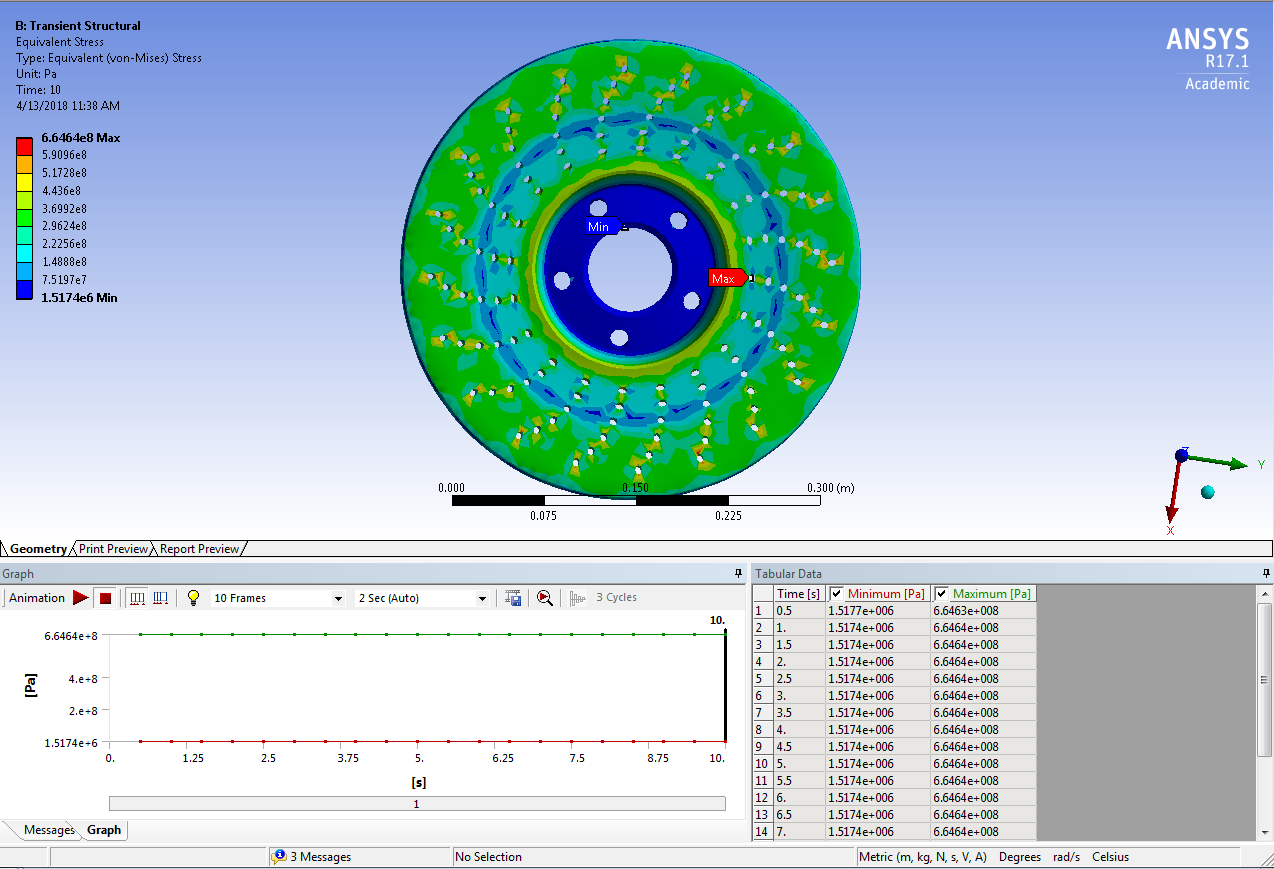 B: Transient Structural
Equivalent Stress
Type: Equivalent (von-Mises) Stress
Unit: Pa
Time: 10
4/13/2018 11:38 AM
6.6464e8 Max
5.9096e8
5.1728e8
4.436e8
3.6992e8
2.9624e8
2.2256e8
1.4888e8
7.5197e7
1.5174e6 Min
ANSYS
R17.1
Academic
Min
Max
0.000 0.150 0.300 (m)
0.075 0.225
Z
Y
X
Geometry Print Preview Report Preview
Graph
Animation 10 Frames 2 Sec (Auto) 3 Cycles
10.
6.6464e+8
4.e+8
2.e+8
1.5174e+6
[Pa]
0. 1.25 2.5 3.75 5. 6.25 7.5 8.75 10.
[s]
1
Messages Graph
Tabular Data
Time [s] Minimum [Pa] Maximum [Pa]
1 0.5 1.5177e+006 6.6463e+008
2 1. 1.5174e+006 6.6464e+008
3 1.5 1.5174e+006 6.6464e+008
4 2. 1.5174e+006 6.6464e+008
5 2.5 1.5174e+006 6.6464e+008
6 3. 1.5174e+006 6.6464e+008
7 3.5 1.5174e+006 6.6464e+008
8 4. 1.5174e+006 6.6464e+008
9 4.5 1.5174e+006 6.6464e+008
10 5. 1.5174e+006 6.6464e+008
11 5.5 1.5174e+006 6.6464e+008
12 6. 1.5174e+006 6.6464e+008
13 6.5 1.5174e+006 6.6464e+008
14 7. 1.5174e+006 6.6464e+008
3 Messages No Selection Metric (m, kg, N, s, V, A) Degrees rad/s Celsius